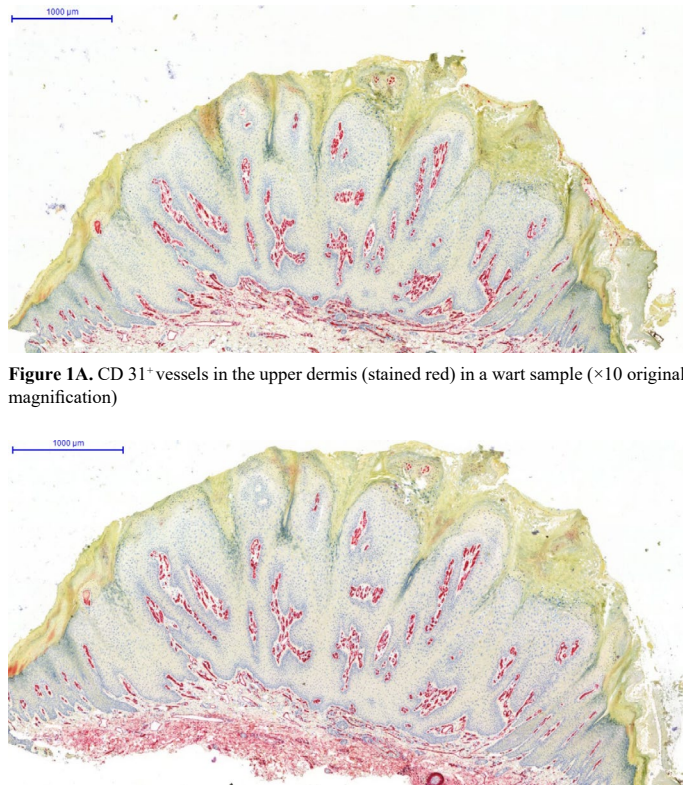 1000 µm
Figure 1A. CD 31⁺ vessels in the upper dermis (stained red) in a wart sample (×10 original
magnification)
1000 µm